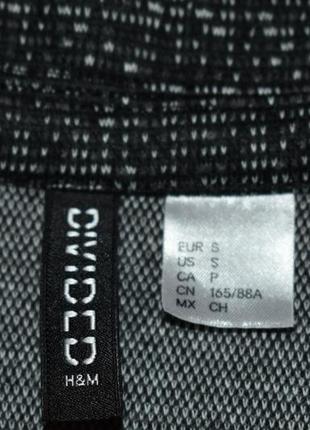 DIVIDED
H&M
EUR S
US S
CA P
CN 165/88A
MX CH